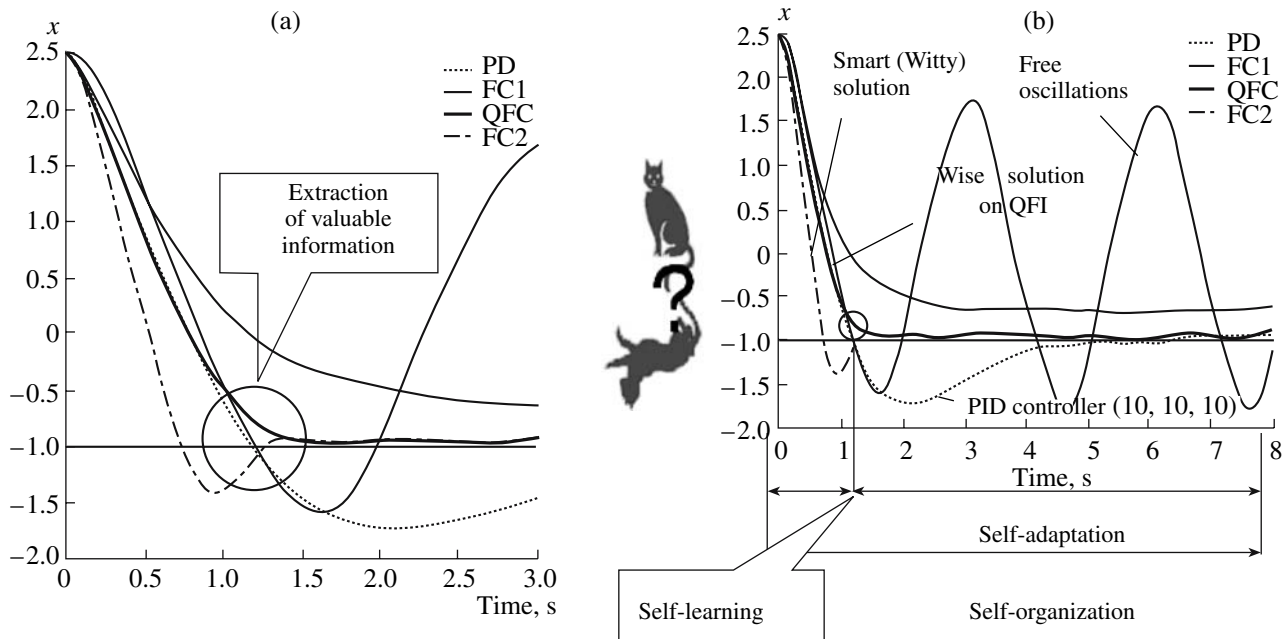 (a)
x
2.5
2.0
1.5
1.0
0.5
0
−0.5
−1.0
−1.5
−2.0
PD
FC1
QFC
FC2
Extraction
of valuable
information
0
0.5
1.0
1.5
2.0
2.5
3.0
Time, s
?
(b)
x
2.5
2.0
1.5
1.0
0.5
0
−0.5
−1.0
−1.5
−2.0
Smart (Witty)
solution
Free
oscillations
PD
FC1
QFC
FC2
Wise solution
on QFI
PID controller (10, 10, 10)
0
1
2
3
4
5
6
7
8
Time, s
Self-adaptation
Self-learning
Self-organization